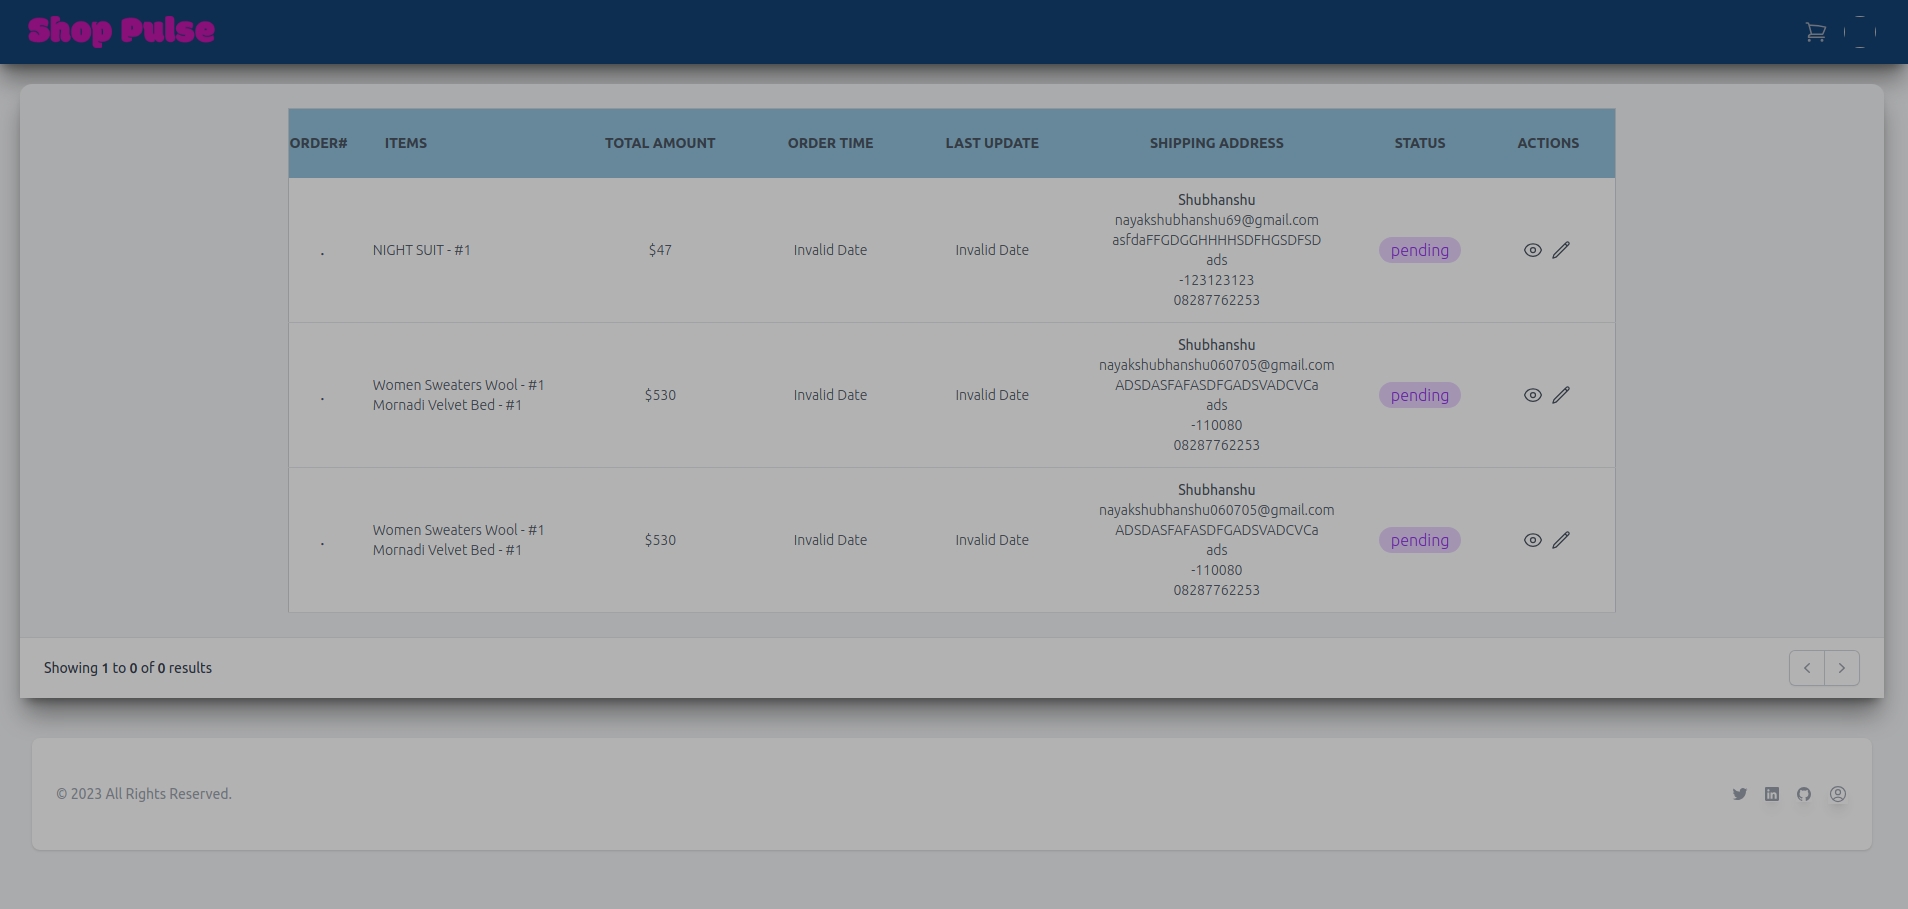 Shop Pulse
ORDER# ITEMS TOTAL AMOUNT ORDER TIME LAST UPDATE SHIPPING ADDRESS STATUS ACTIONS
. NIGHT SUIT - #1 $47 Invalid Date Invalid Date
Shubhanshu
nayakshubhanshu69@gmail.com
asfdaFFGDGGHHHHSDFHGSDFSD
ads
-123123123
08287762253
pending
. Women Sweaters Wool - #1
Mornadi Velvet Bed - #1
$530 Invalid Date Invalid Date
Shubhanshu
nayakshubhanshu060705@gmail.com
ADSDASFAFASDFGADSVADCVCa
ads
-110080
08287762253
pending
. Women Sweaters Wool - #1
Mornadi Velvet Bed - #1
$530 Invalid Date Invalid Date
Shubhanshu
nayakshubhanshu060705@gmail.com
ADSDASFAFASDFGADSVADCVCa
ads
-110080
08287762253
pending
Showing 1 to 0 of 0 results
© 2023 All Rights Reserved.